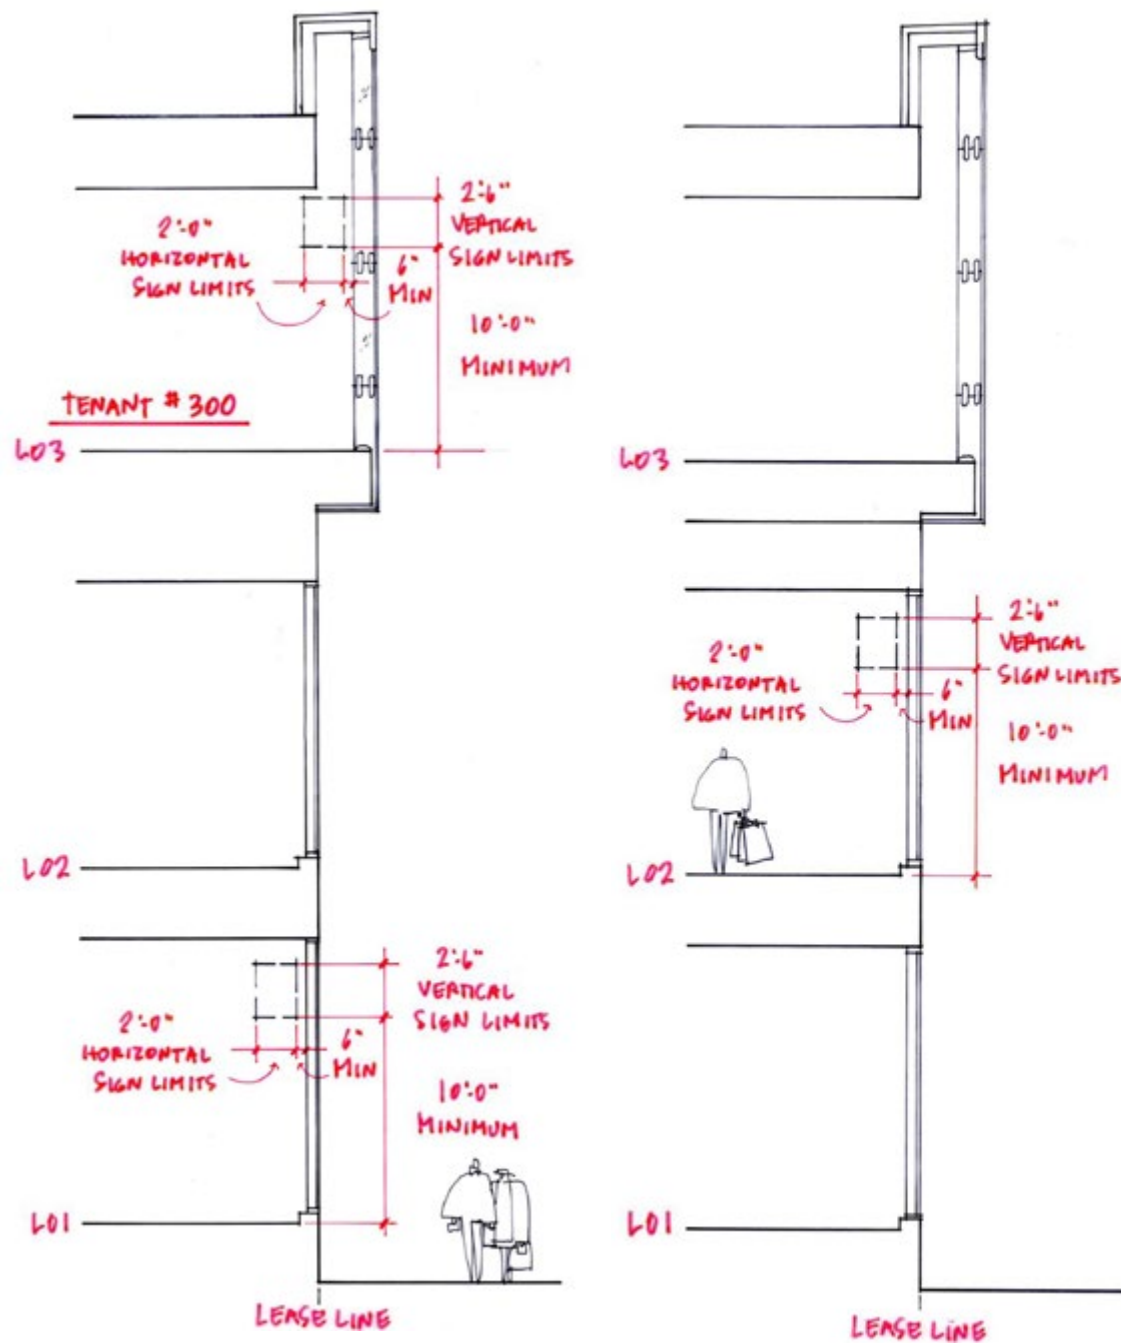 2'-6"
VERTICAL
SIGN LIMITS
2'-0"
HORIZONTAL
SIGN LIMITS
6"
MIN
10'-0"
MINIMUM
TENANT # 300
L03
L02
2'-6"
VERTICAL
SIGN LIMITS
2'-0"
HORIZONTAL
SIGN LIMITS
6"
MIN
10'-0"
MINIMUM
L01
LEASE LINE
L03
2'-6"
VERTICAL
SIGN LIMITS
2'-0"
HORIZONTAL
SIGN LIMITS
6"
MIN
10'-0"
MINIMUM
L02
L01
LEASE LINE